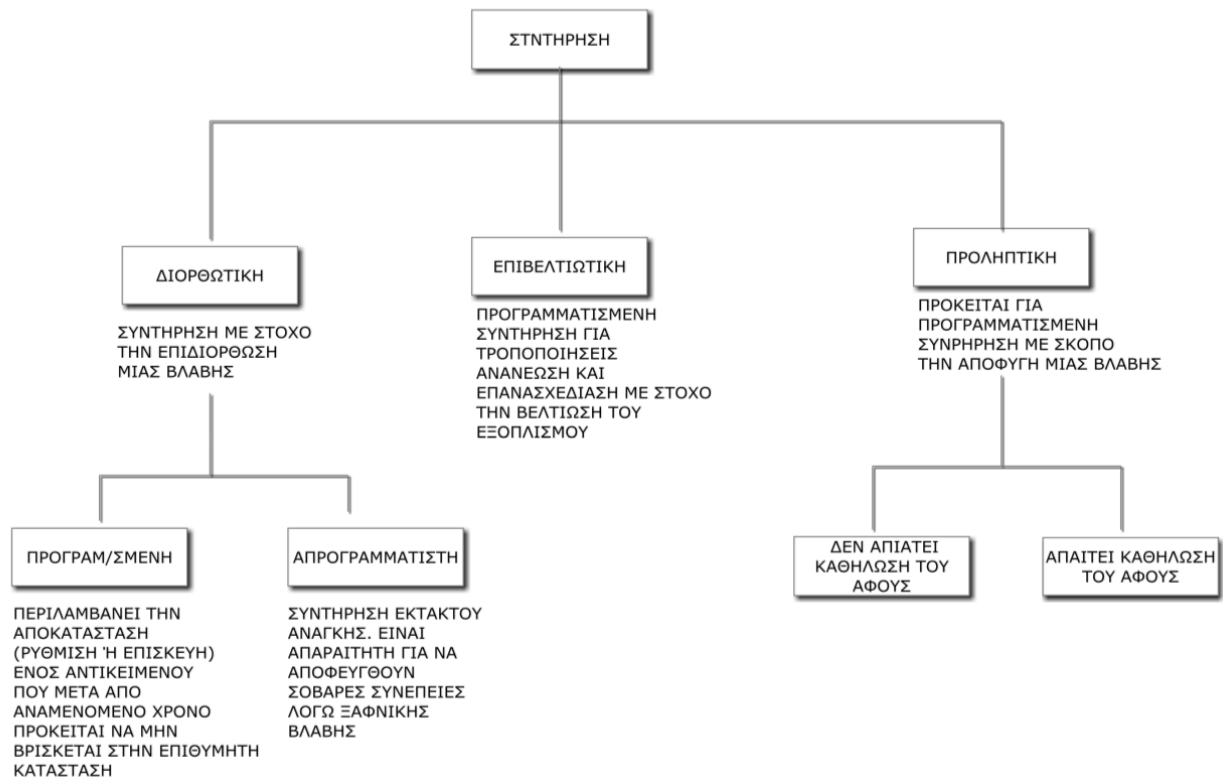 ΣΤΝΤΗΡΗΣΗ
ΔΙΟΡΘΩΤΙΚΗ
ΣΥΝΤΗΡΗΣΗ ΜΕ ΣΤΟΧΟ
ΤΗΝ ΕΠΙΔΙΟΡΘΩΣΗ
ΜΙΑΣ ΒΛΑΒΗΣ
ΕΠΙΒΕΛΤΙΩΤΙΚΗ
ΠΡΟΓΡΑΜΜΑΤΙΣΜΕΝΗ
ΣΥΝΤΗΡΗΣΗ ΓΙΑ
ΤΡΟΠΟΠΟΙΗΣΕΙΣ
ΑΝΑΝΕΩΣΗ ΚΑΙ
ΕΠΑΝΑΣΧΕΔΙΑΣΗ ΜΕ ΣΤΟΧΟ
ΤΗΝ ΒΕΛΤΙΩΣΗ ΤΟΥ
ΕΞΟΠΛΙΣΜΟΥ
ΠΡΟΛΗΠΤΙΚΗ
ΠΡΟΚΕΙΤΑΙ ΓΙΑ
ΠΡΟΓΡΑΜΜΑΤΙΣΜΕΝΗ
ΣΥΝΡΗΡΗΣΗ ΜΕ ΣΚΟΠΟ
ΤΗΝ ΑΠΟΦΥΓΗ ΜΙΑΣ ΒΛΑΒΗΣ
ΠΡΟΓΡΑΜ/ΣΜΕΝΗ
ΠΕΡΙΛΑΜΒΑΝΕΙ ΤΗΝ
ΑΠΟΚΑΤΑΣΤΑΣΗ
(ΡΥΘΜΙΣΗ Ή ΕΠΙΣΚΕΥΗ)
ΕΝΟΣ ΑΝΤΙΚΕΙΜΕΝΟΥ
ΠΟΥ ΜΕΤΑ ΑΠΟ
ΑΝΑΜΕΝΟΜΕΝΟ ΧΡΟΝΟ
ΠΡΟΚΕΙΤΑΙ ΝΑ ΜΗΝ
ΒΡΙΣΚΕΤΑΙ ΣΤΗΝ ΕΠΙΘΥΜΗΤΗ
ΚΑΤΑΣΤΑΣΗ
ΑΠΡΟΓΡΑΜΜΑΤΙΣΤΗ
ΣΥΝΤΗΡΗΣΗ ΕΚΤΑΚΤΟΥ
ΑΝΑΓΚΗΣ. ΕΙΝΑΙ
ΑΠΑΡΑΙΤΗΤΗ ΓΙΑ ΝΑ
ΑΠΟΦΕΥΓΘΟΥΝ
ΣΟΒΑΡΕΣ ΣΥΝΕΠΕΙΕΣ
ΛΟΓΩ ΞΑΦΝΙΚΗΣ
ΒΛΑΒΗΣ
ΔΕΝ ΑΠΙΑΤΕΙ
ΚΑΘΗΛΩΣΗ ΤΟΥ
ΑΦΟΥΣ
ΑΠΑΙΤΕΙ ΚΑΘΗΛΩΣΗ
ΤΟΥ ΑΦΟΥΣ